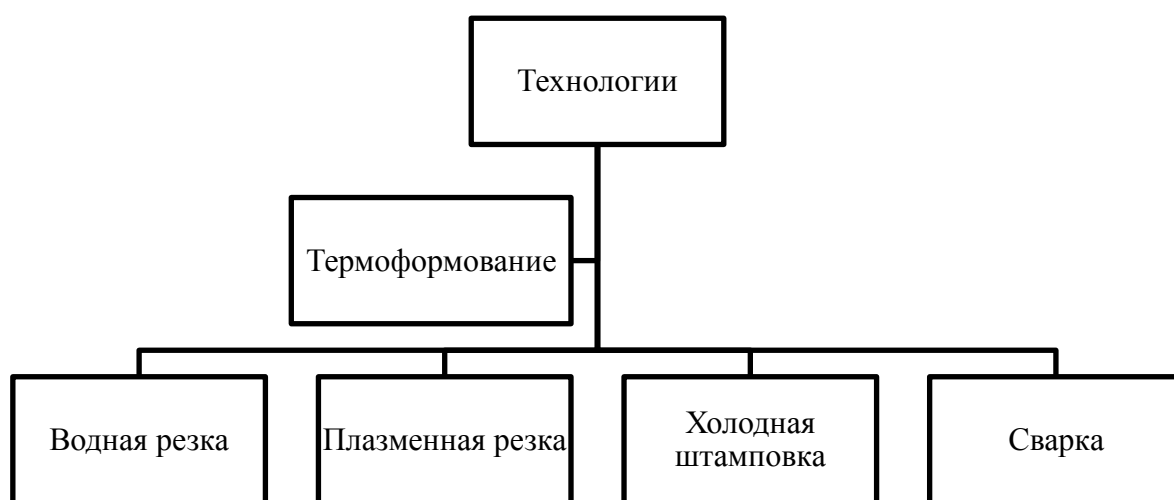 Технологии
Термоформование
Водная резка
Плазменная резка
Холодная
штамповка
Сварка